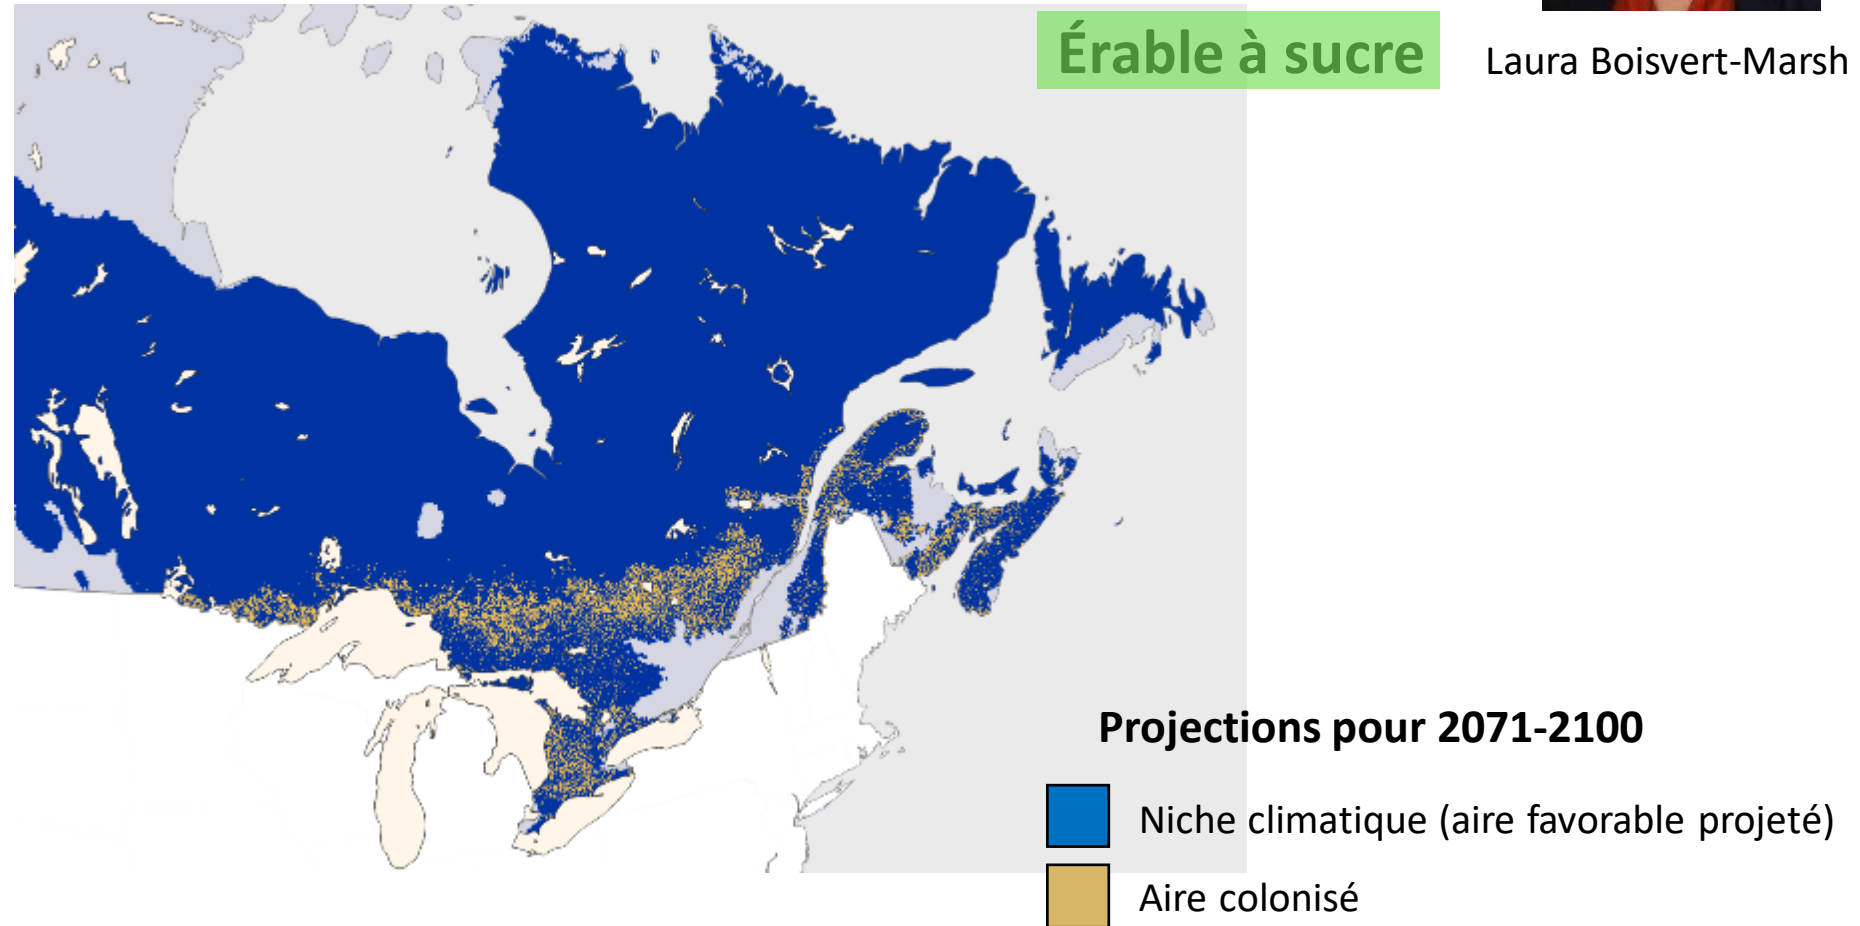 Érable à sucre
Laura Boisvert-Marsh
Projections pour 2071-2100
Niche climatique (aire favorable projeté)
Aire colonisé